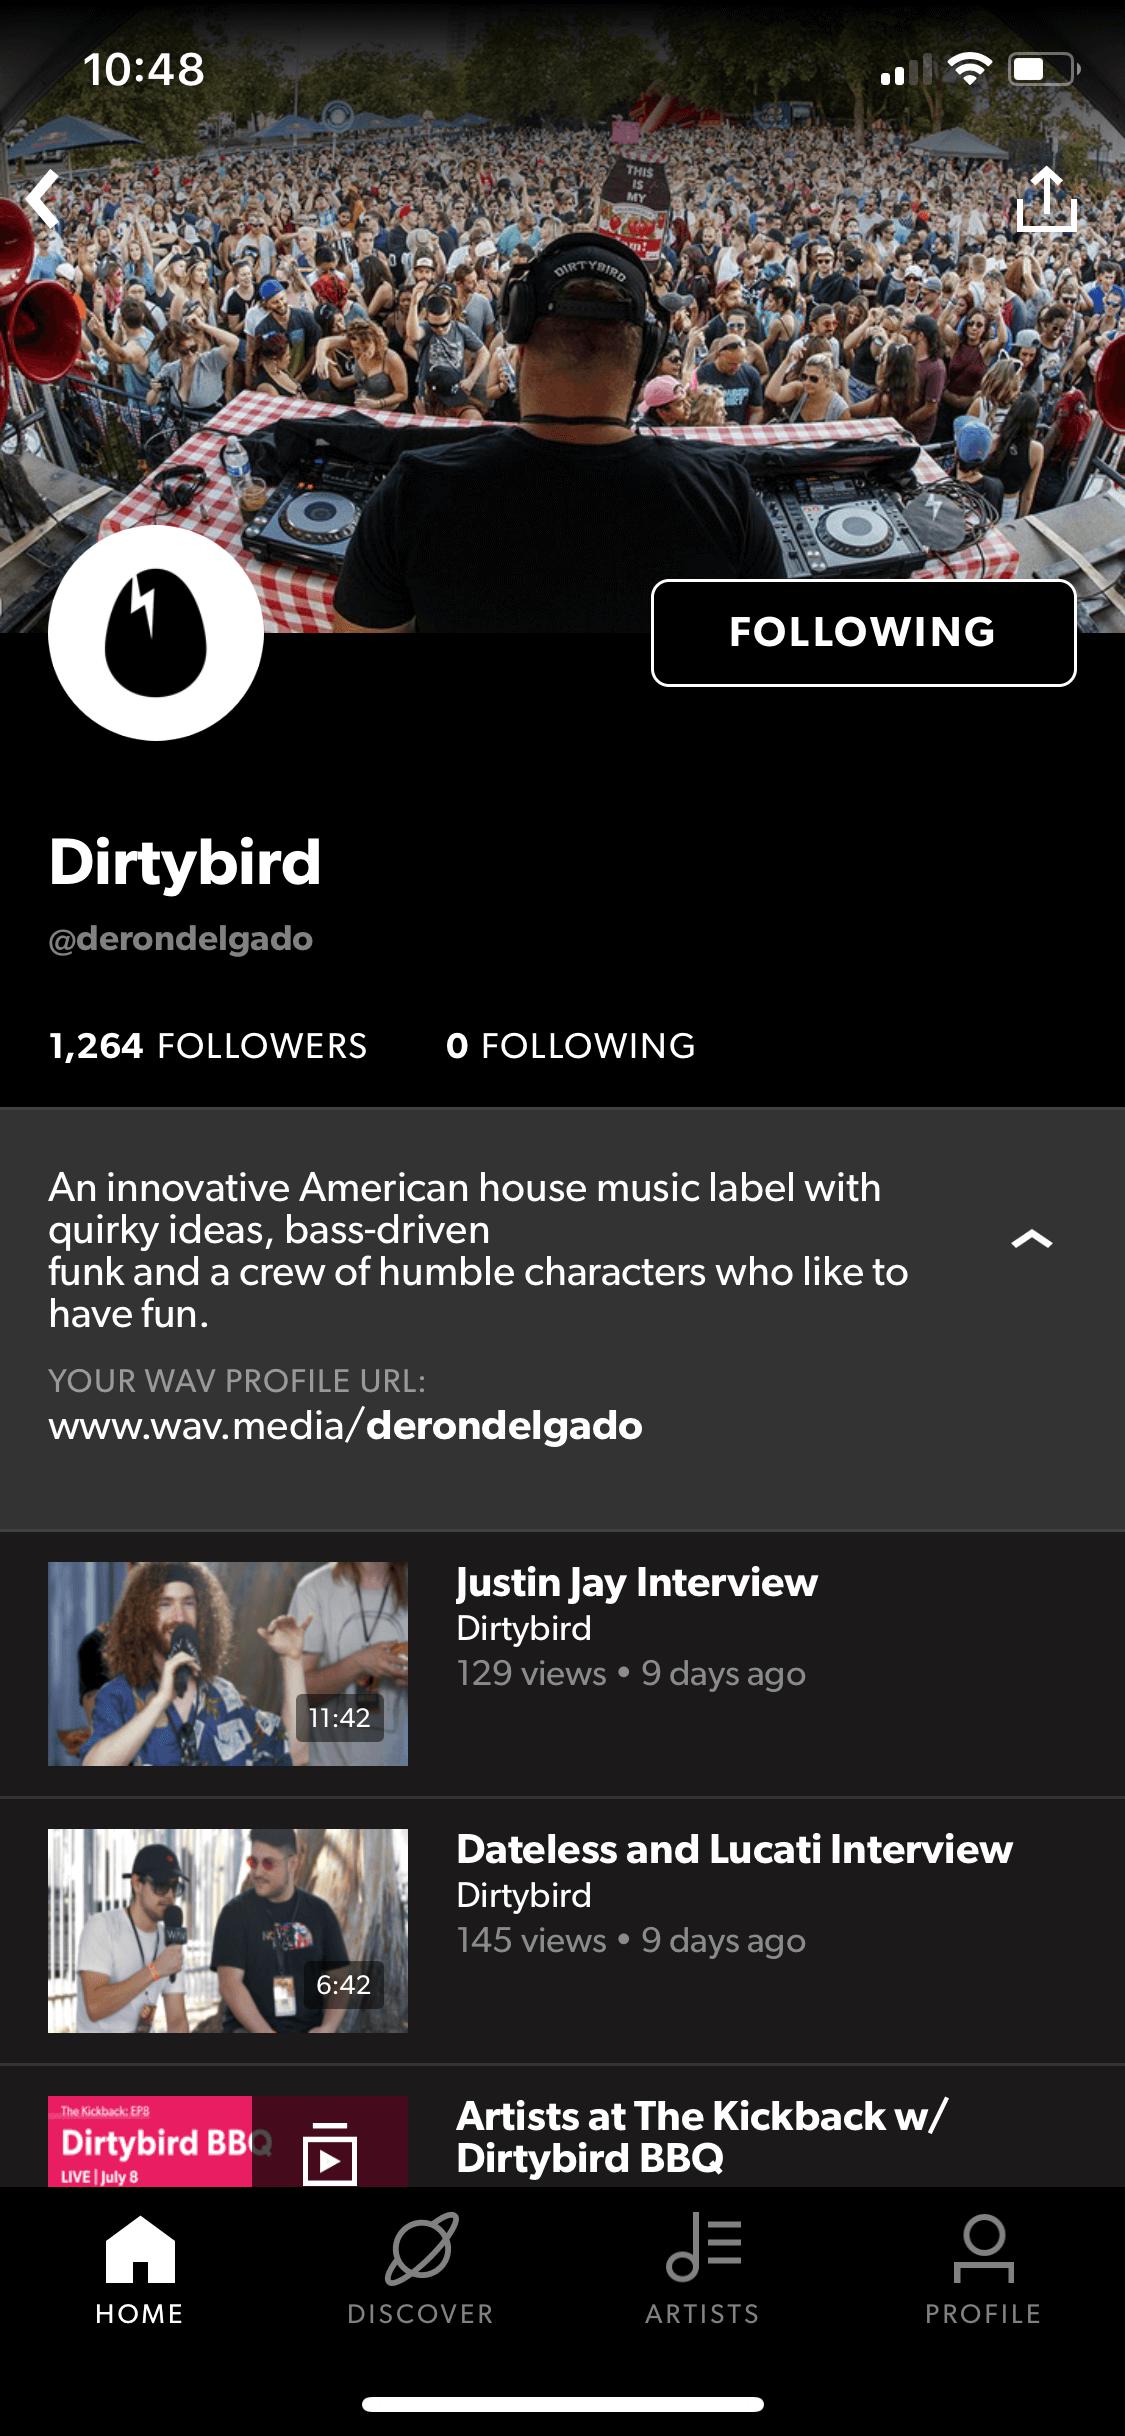 10:48
THIS
IS
MY
Jam!
DIRTYBIRD
FOLLOWING
Dirtybird
@derondelgado
1,264 FOLLOWERS
0 FOLLOWING
An innovative American house music label with
quirky ideas, bass-driven
funk and a crew of humble characters who like to
have fun.
YOUR WAV PROFILE URL:
www.wav.media/derondelgado
11:42
Justin Jay Interview
Dirtybird
129 views • 9 days ago
6:42
Dateless and Lucati Interview
Dirtybird
145 views • 9 days ago
The Kickback: EP8
Dirtybird BBQ
LIVE | July 8
Artists at The Kickback w/
Dirtybird BBQ
HOME
DISCOVER
ARTISTS
PROFILE